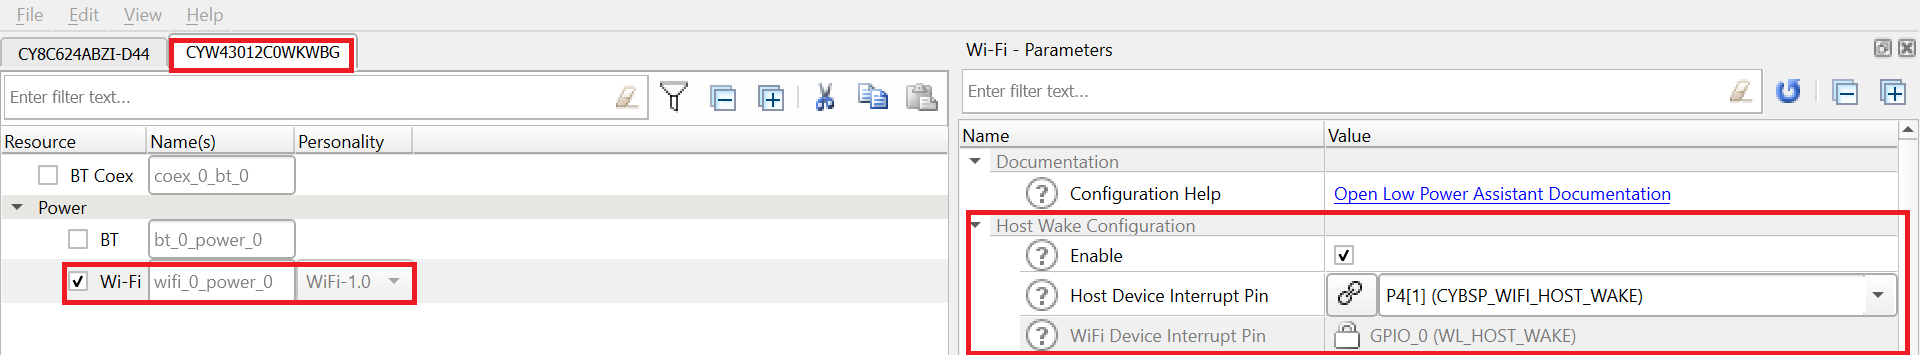 File Edit View Help
CY8C624ABZI-D44 CYW43012C0WKWBG
Enter filter text...
Resource Name(s) Personality
BT Coex coex_0_bt_0
Power
BT bt_0_power_0
Wi-Fi wifi_0_power_0 WiFi-1.0
Wi-Fi - Parameters
Enter filter text...
Name Value
Documentation
? Configuration Help Open Low Power Assistant Documentation
Host Wake Configuration
? Enable
? Host Device Interrupt Pin P4[1] (CYBSP_WIFI_HOST_WAKE)
? WiFi Device Interrupt Pin GPIO_0 (WL_HOST_WAKE)